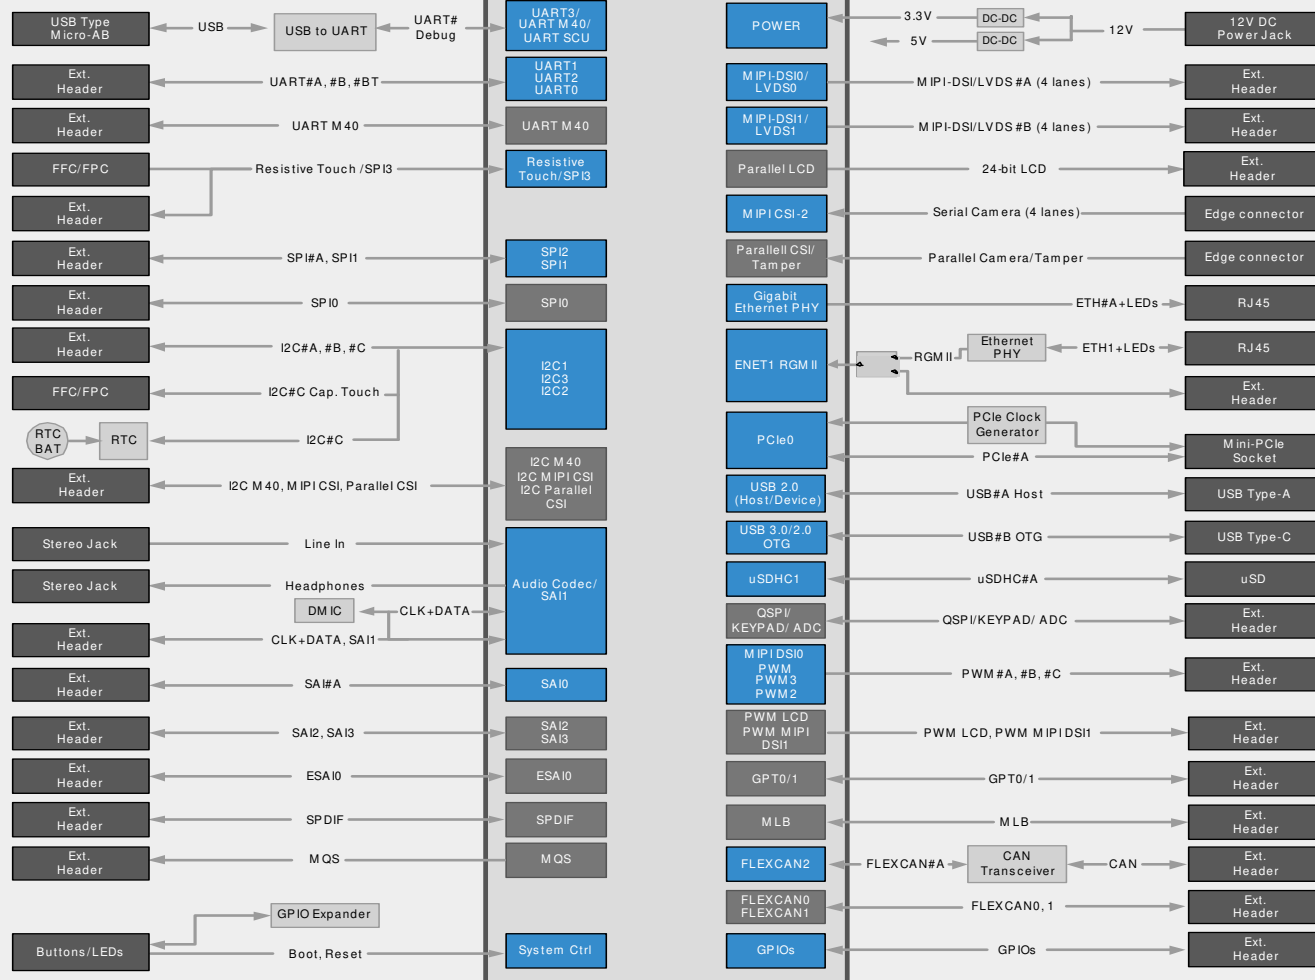 USB Type
Micro-AB
USB
USB to UART
UART#
Debug
UART3/
UART M40/
UART SCU
Ext.
Header
UART#A, #B, #BT
UART1
UART2
UART0
Ext.
Header
UART M40
UART M40
FFC/FPC
Resistive Touch /SPI3
Resistive
Touch/SPI3
Ext.
Header
Ext.
Header
SPI#A, SPI1
SPI2
SPI1
Ext.
Header
SPI0
SPI0
Ext.
Header
I2C#A, #B, #C
I2C1
I2C3
I2C2
FFC/FPC
I2C#C Cap. Touch
RTC
BAT
RTC
I2C#C
Ext.
Header
I2C M40, MIPI CSI, Parallel CSI
I2C M40
I2C MIPI CSI
I2C Parallel
CSI
Stereo Jack
Line In
Stereo Jack
Headphones
Audio Codec/
SAI1
DMIC
CLK+DATA
Ext.
Header
CLK+DATA, SAI1
Ext.
Header
SAI#A
SAI0
Ext.
Header
SAI2, SAI3
SAI2
SAI3
Ext.
Header
ESAI0
ESAI0
Ext.
Header
SPDIF
SPDIF
Ext.
Header
MQS
MQS
GPIO Expander
Buttons/LEDs
Boot, Reset
System Ctrl
POWER
3.3V
DC-DC
5V
DC-DC
12V
12V DC
Power Jack
MIPI-DSI0/
LVDS0
MIPI-DSI/LVDS #A (4 lanes)
Ext.
Header
MIPI-DSI1/
LVDS1
MIPI-DSI/LVDS #B (4 lanes)
Ext.
Header
Parallel LCD
24-bit LCD
Ext.
Header
MIPI CSI-2
Serial Camera (4 lanes)
Edge connector
Parallell CSI/
Tamper
Parallel Camera/Tamper
Edge connector
Gigabit
Ethernet PHY
ETH#A+LEDs
RJ45
ENET1 RGMII
RGMII
Ethernet
PHY
ETH1+LEDs
RJ45
Ext.
Header
PCIe0
PCIe Clock
Generator
PCIe#A
Mini-PCIe
Socket
USB 2.0
(Host/Device)
USB#A Host
USB Type-A
USB 3.0/2.0
OTG
USB#B OTG
USB Type-C
uSDHC1
uSDHC#A
uSD
QSPI/
KEYPAD/ ADC
QSPI/KEYPAD/ ADC
Ext.
Header
MIPI DSI0
PWM
PWM3
PWM2
PWM#A, #B, #C
Ext.
Header
PWM LCD
PWM MIPI
DSI1
PWM LCD, PWM MIPI DSI1
Ext.
Header
GPT0/1
GPT0/1
Ext.
Header
MLB
MLB
Ext.
Header
FLEXCAN2
FLEXCAN#A
CAN
Transceiver
CAN
Ext.
Header
FLEXCAN0
FLEXCAN1
FLEXCAN0, 1
Ext.
Header
GPIOs
GPIOs
Ext.
Header